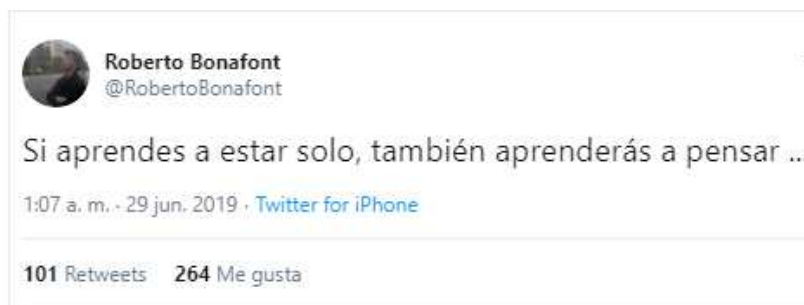 Roberto Bonafont
@RobertoBonafont
Si aprendes a estar solo, también aprenderás a pensar ...
1:07 a. m. · 29 jun. 2019 · Twitter for iPhone
101 Retweets 264 Me gusta